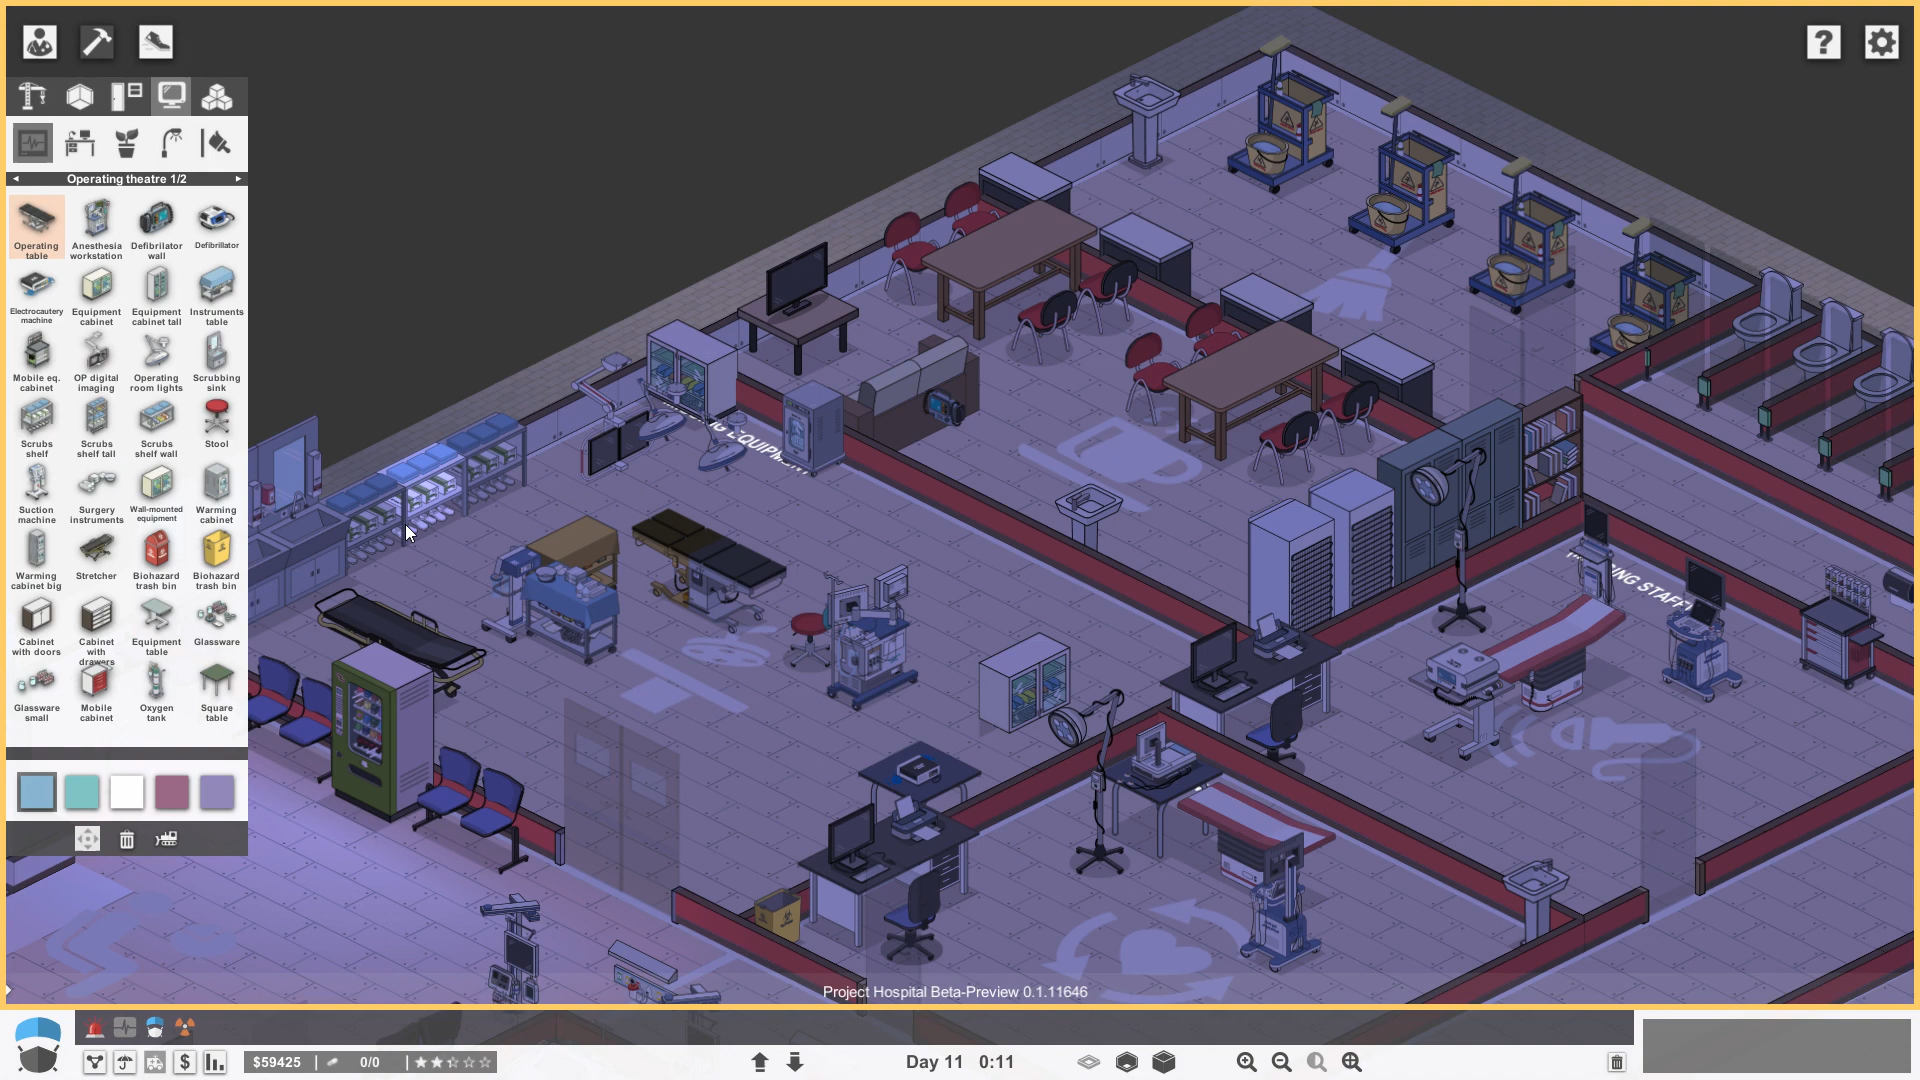 Operating theatre 1/2
Operating table
Anesthesia workstation
Defibrilator wall
Defibrillator
Electrocautery machine
Equipment cabinet
Equipment cabinet tall
Instruments table
Mobile eq. cabinet
OP digital imaging
Operating room lights
Scrubbing sink
Scrubs shelf
Scrubs shelf tall
Scrubs shelf wall
Stool
Suction machine
Surgery instruments
Wall-mounted equipment
Warming cabinet
Warming cabinet big
Stretcher
Biohazard trash bin
Biohazard trash bin
Cabinet with doors
Cabinet with drawers
Equipment table
Glassware
Glassware small
Mobile cabinet
Oxygen tank
Square table
Project Hospital Beta-Preview 0.1.11646
$59425
0/0
Day 11 0:11